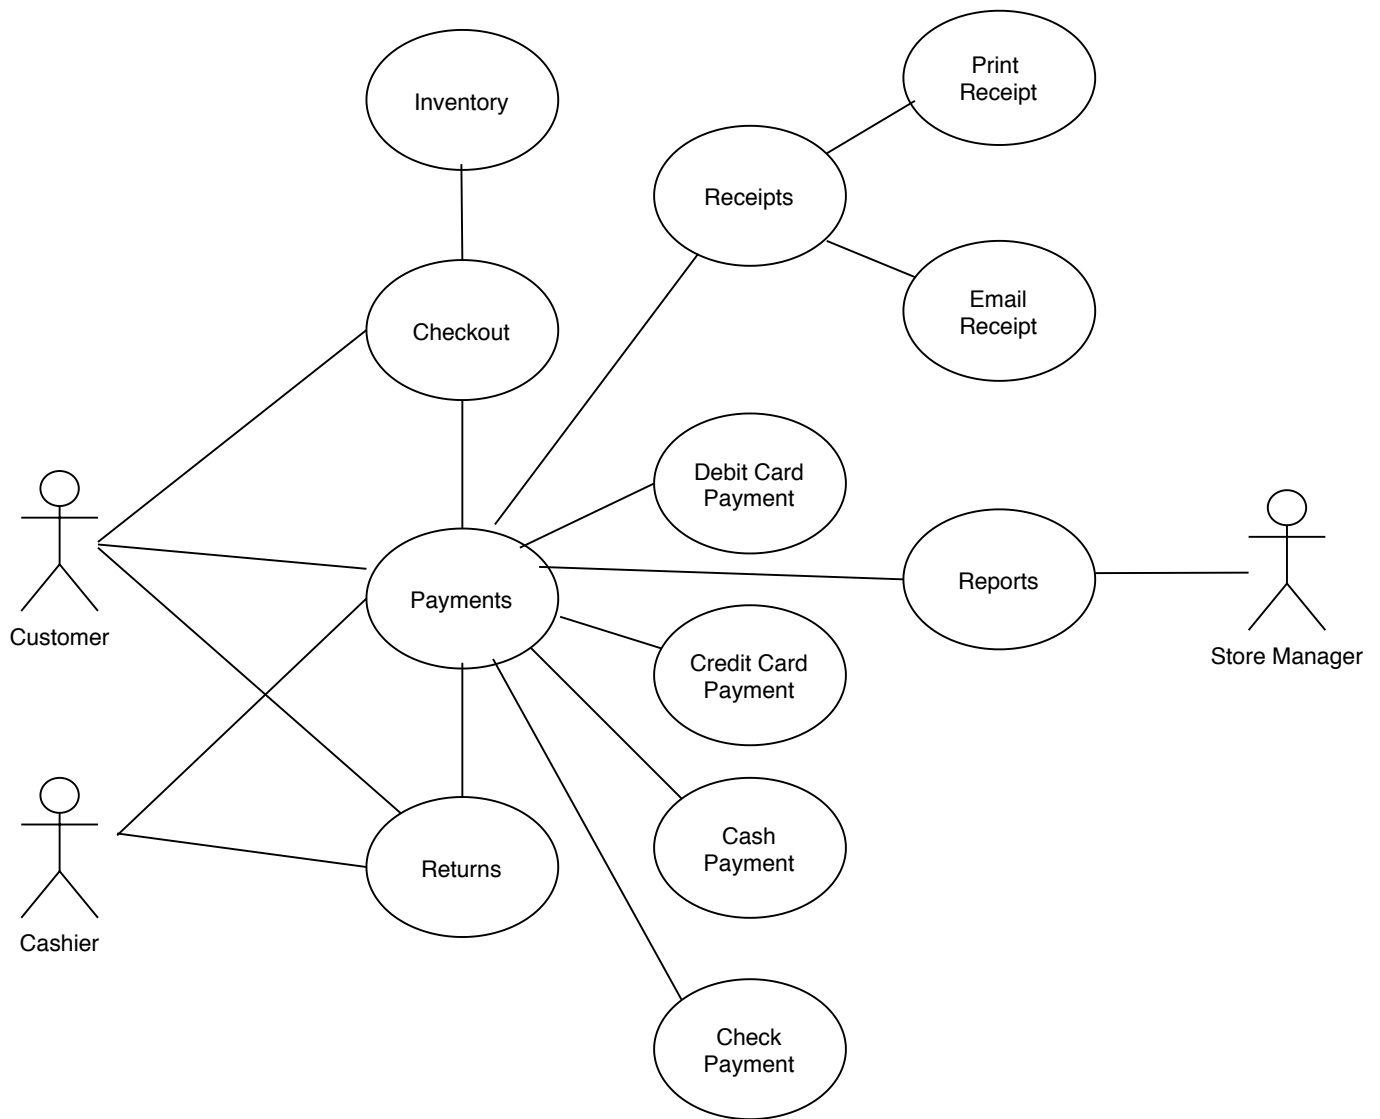 Print
Receipt
Inventory
Receipts
Email
Receipt
Checkout
Debit Card
Payment
Payments
Reports
Customer
Store Manager
Credit Card
Payment
Cash
Payment
Returns
Cashier
Check
Payment